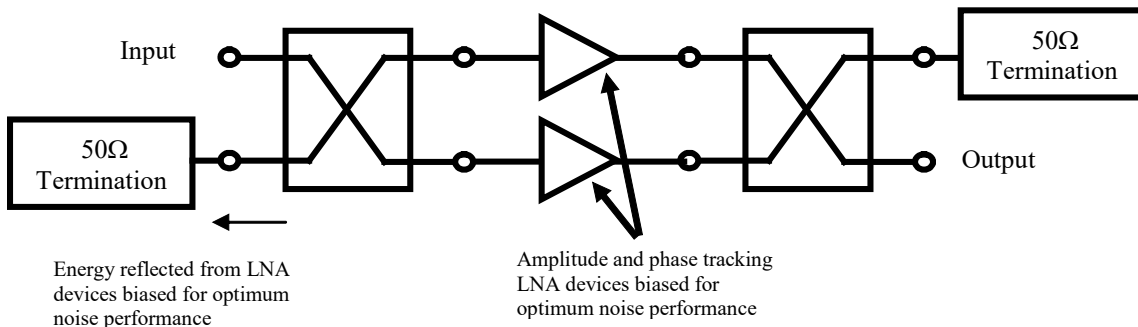 Input
50Ω
Termination
50Ω
Termination
Output
Energy reflected from LNA
devices biased for optimum
noise performance
Amplitude and phase tracking
LNA devices biased for
optimum noise performance